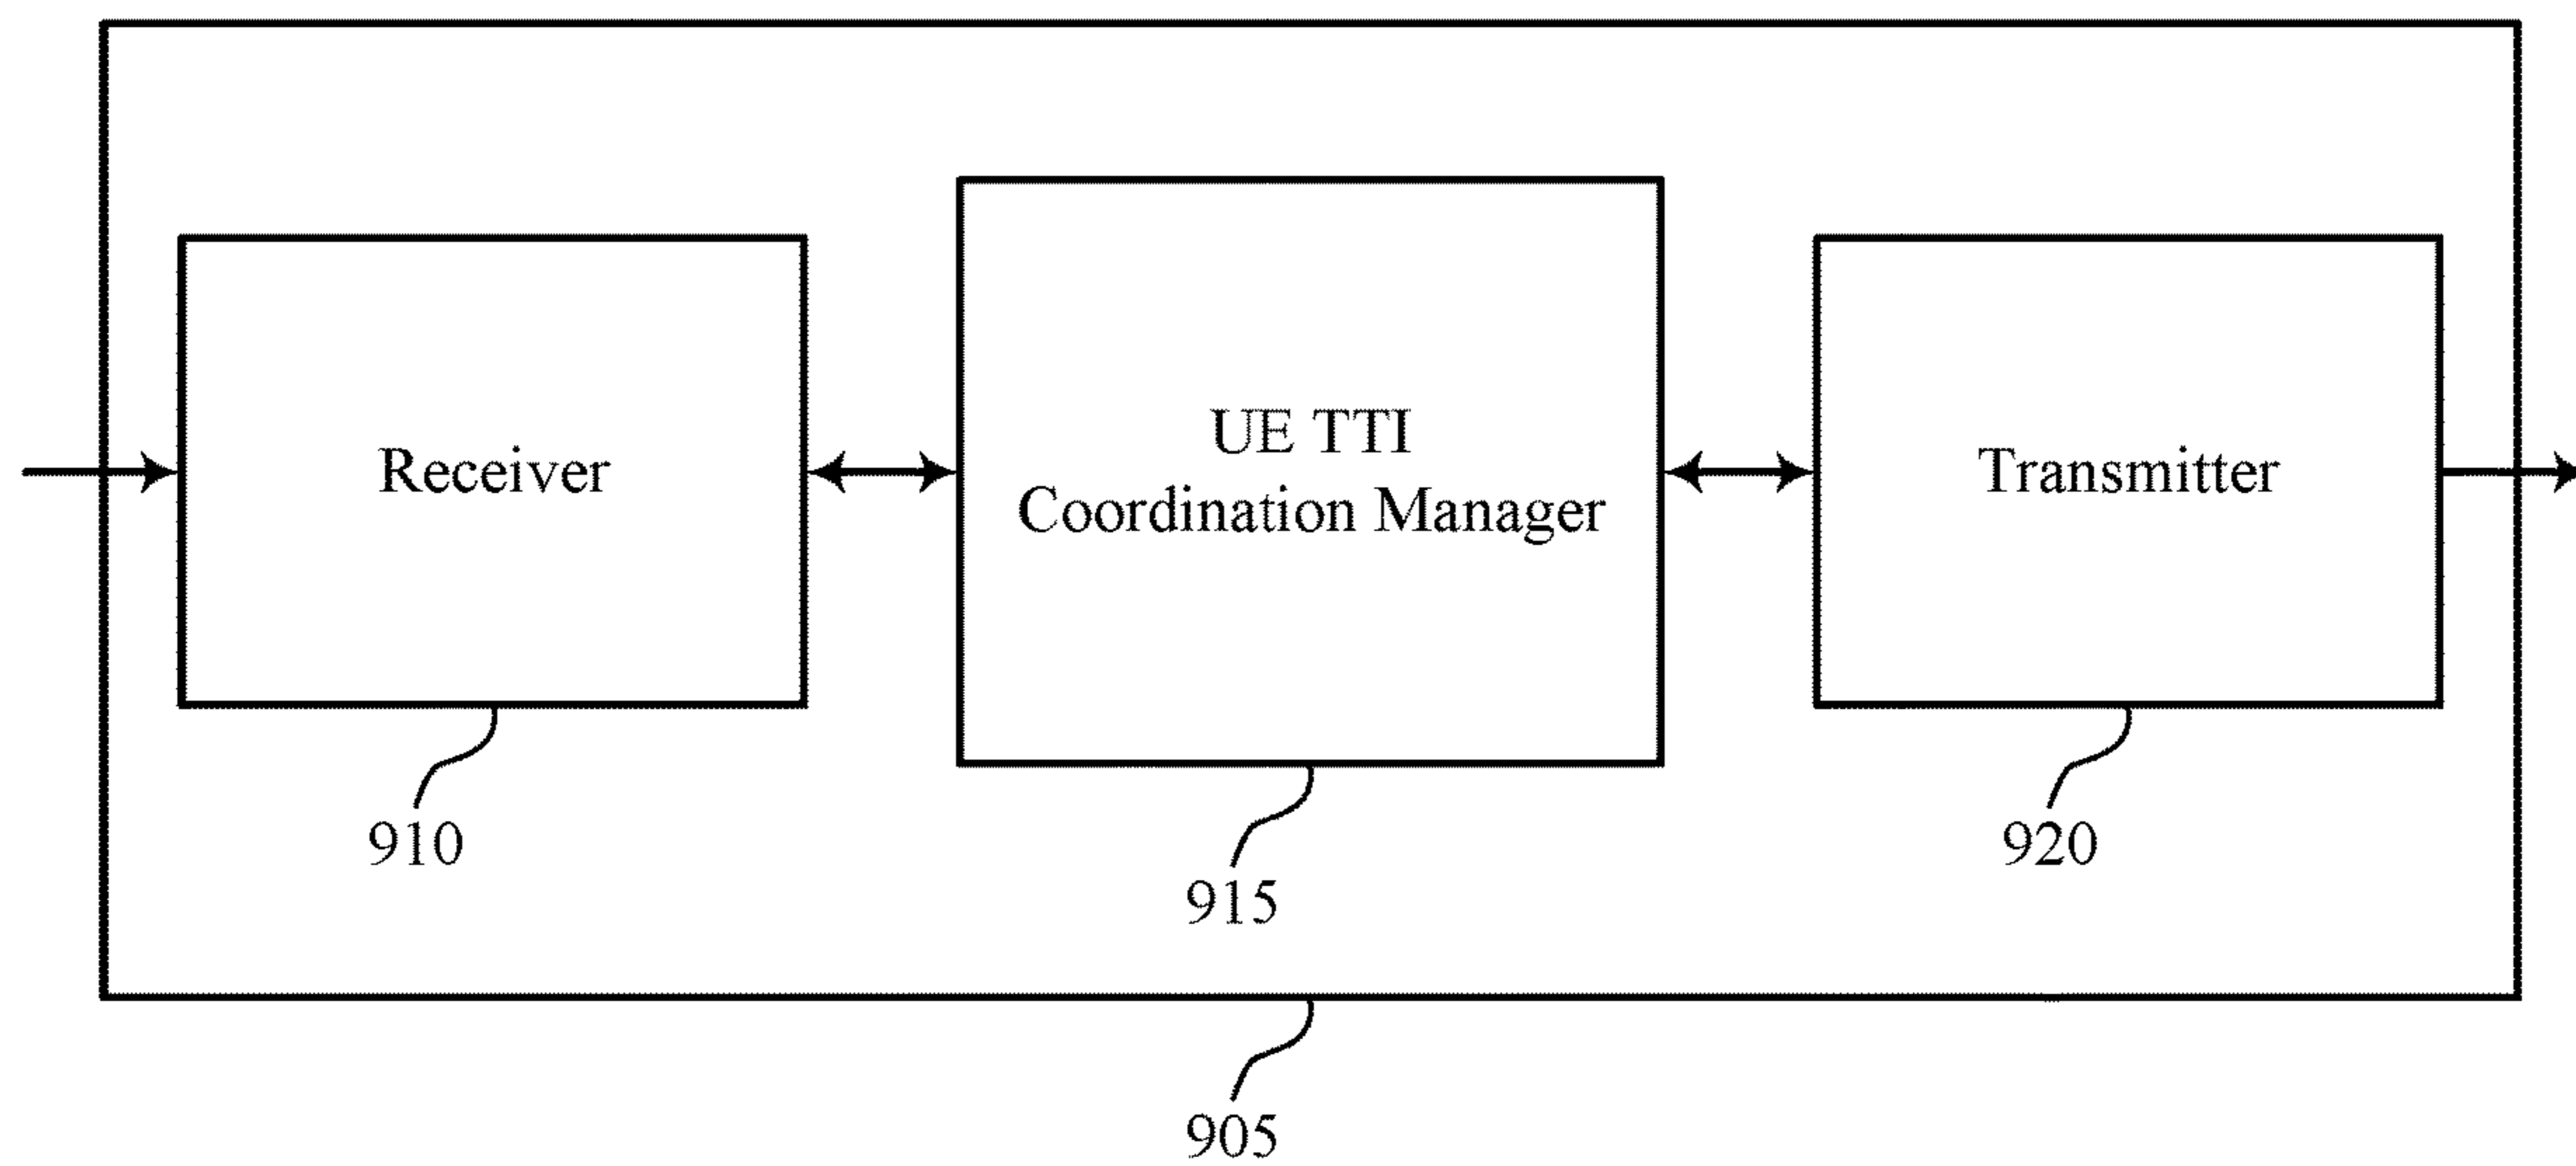 Receiver
UE TTI
Coordination Manager
Transmitter
910
915
920
905